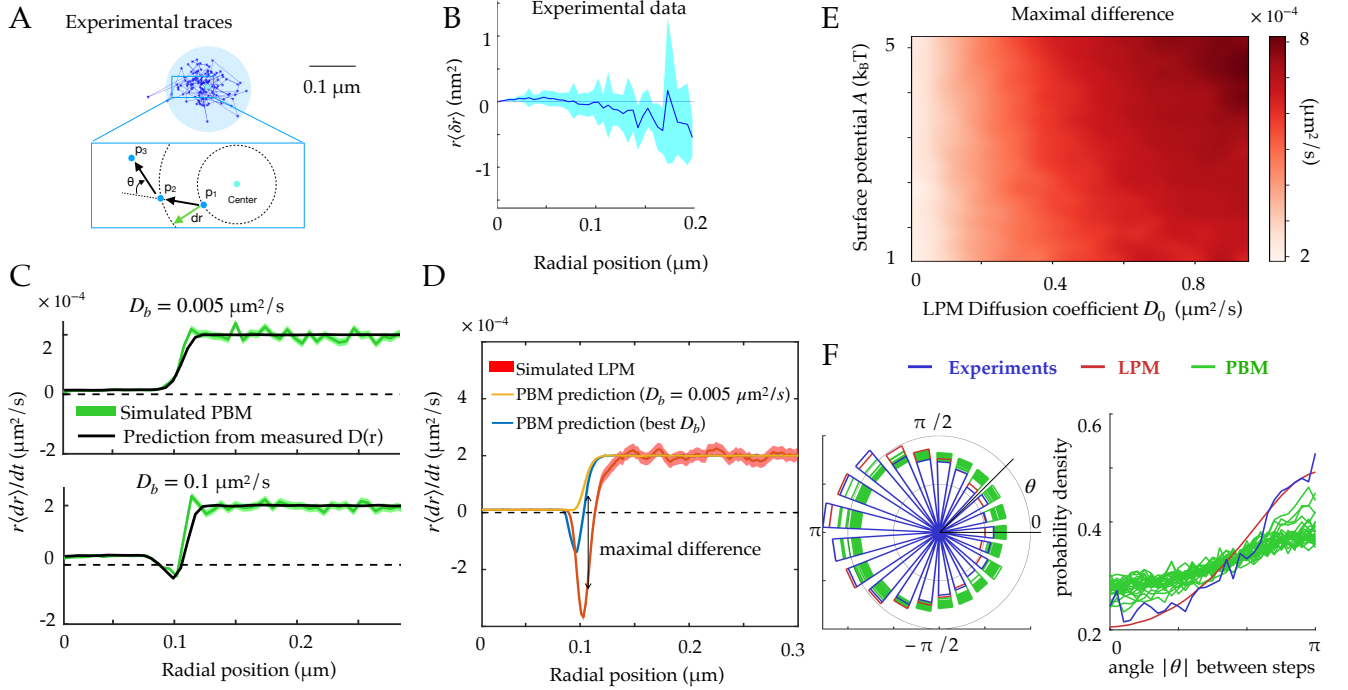 A
Experimental traces
0.1 μm
p₃
θ
p₂
p₁
dr
Center
B
Experimental data
r⟨δr⟩ (nm²)
1
0
-1
0
0.1
0.2
Radial position (μm)
C
× 10⁻⁴
D_b = 0.005 μm²/s
2
0
-2
Simulated PBM
Prediction from measured D(r)
D_b = 0.1 μm²/s
2
0
-2
r⟨dr⟩/dt (μm²/s)
0
0.1
0.2
Radial position (μm)
D
× 10⁻⁴
Simulated LPM
PBM prediction (D_b = 0.005 μm²/s)
PBM prediction (best D_b)
maximal difference
r⟨dr⟩/dt (μm²/s)
6
4
2
0
-2
0
0.1
0.2
0.3
Radial position (μm)
E
Maximal difference
× 10⁻⁴
Surface potential A (k_BT)
5
1
0
0.4
0.8
LPM Diffusion coefficient D₀ (μm²/s)
8
2
(μm²/s)
F
Experiments
LPM
PBM
π /2
θ
0
π
− π /2
probability density
0.6
0.4
0.2
0
π
angle |θ| between steps